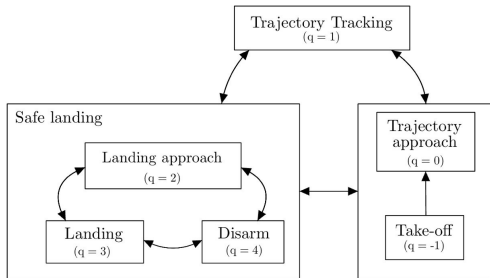 Trajectory Tracking
(q = 1)
Safe landing
Landing approach
(q = 2)
Landing
(q = 3)
Disarm
(q = 4)
Trajectory
approach
(q = 0)
Take-off
(q = -1)